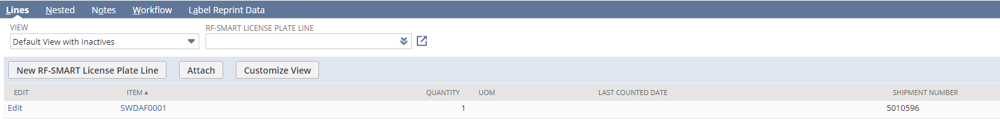 Lines Nested Notes Workflow Label Reprint Data
VIEW RF-SMART LICENSE PLATE LINE
Default View with Inactives
New RF-SMART License Plate Line Attach Customize View
EDIT ITEM QUANTITY UOM LAST COUNTED DATE SHIPMENT NUMBER
Edit SWDAF0001 1 5010596